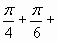 π/4 + π/6 +